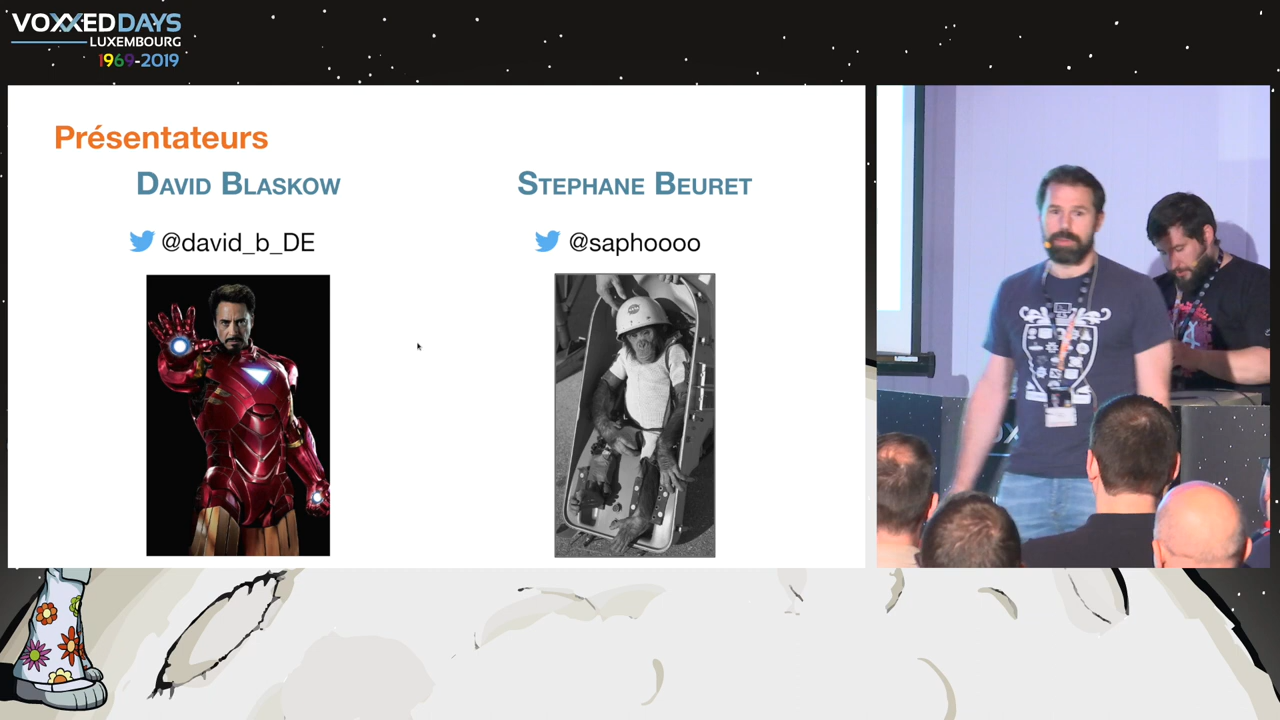 VOXXEDDAYS
LUXEMBOURG
1969-2019
Présentateurs
DAVID BLASKOW
STEPHANE BEURET
@david_b_DE
@saphoooo